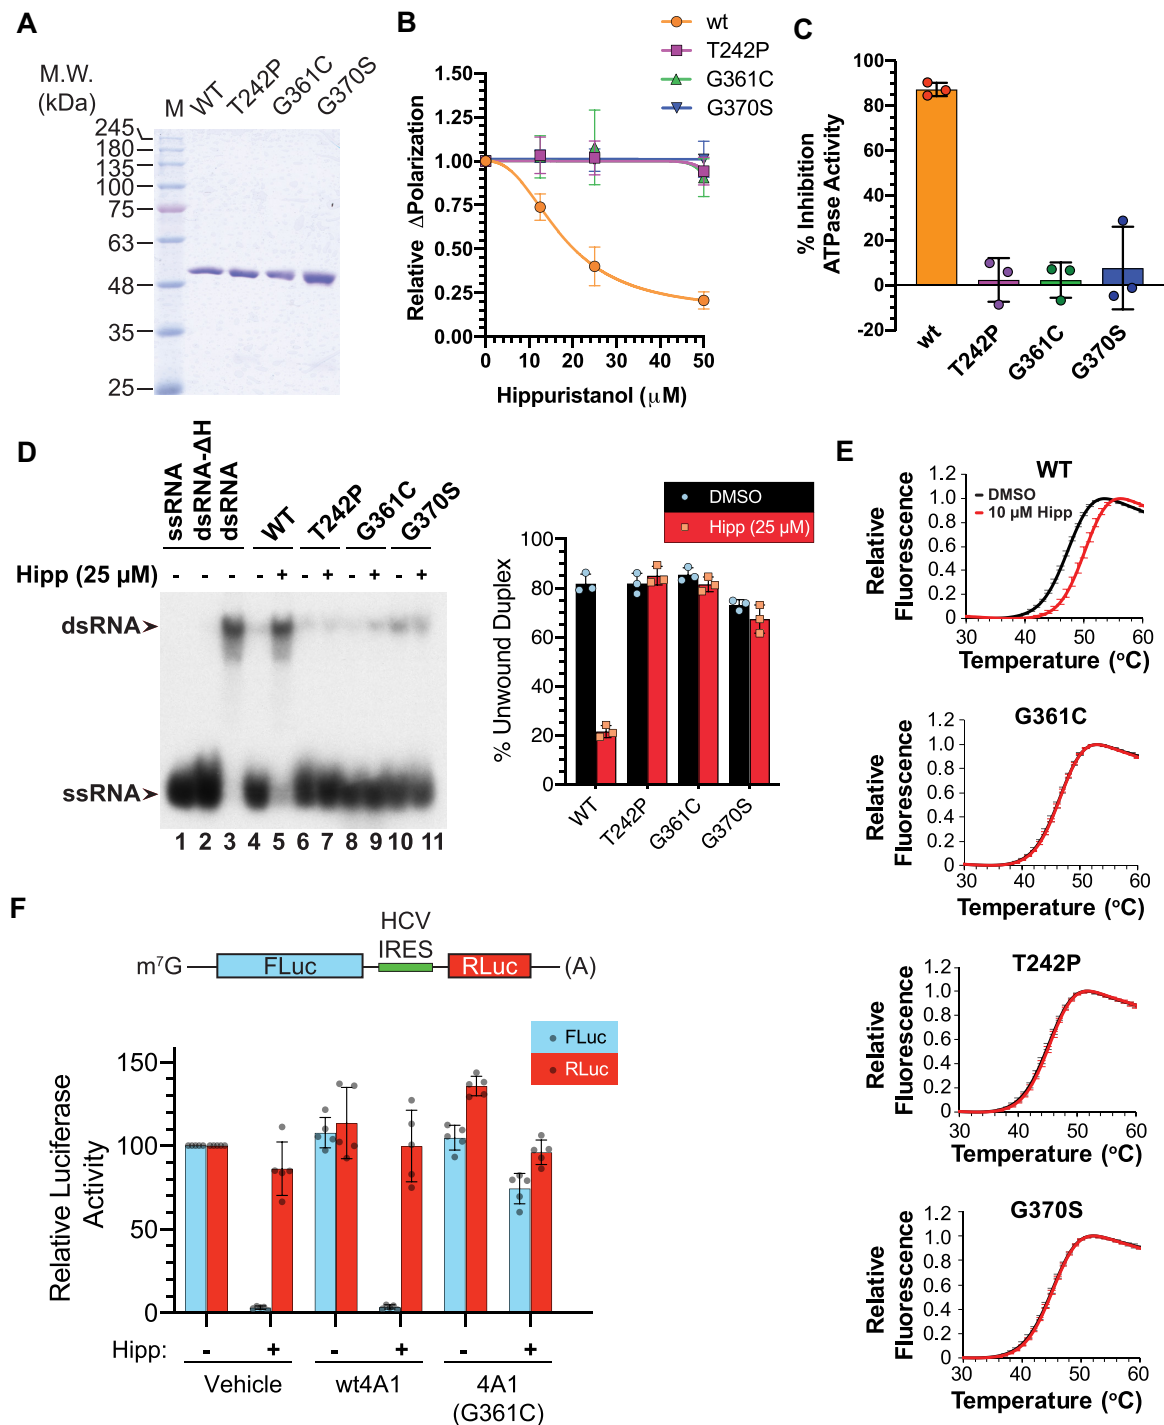 A
M.W.
(kDa)
M
WT
T242P
G361C
G370S
245
180
135
100
75
63
48
35
25
B
wt
T242P
G361C
G370S
Relative ΔPolarization
1.50
1.25
1.00
0.75
0.50
0.25
0.00
0 10 20 30 40 50
Hippuristanol (μM)
C
% Inhibition
ATPase Activity
100
80
60
40
20
0
-20
wt
T242P
G361C
G370S
D
ssRNA
dsRNA-ΔH
dsRNA
WT
T242P
G361C
G370S
Hipp (25 µM) - - - - + - + - + - +
dsRNA
ssRNA
1 2 3 4 5 6 7 8 9 10 11
DMSO
Hipp (25 µM)
% Unwound Duplex
100
80
60
40
20
0
WT
T242P
G361C
G370S
E
WT
DMSO
10 µM Hipp
Relative
Fluorescence
1.2
1.0
0.8
0.6
0.4
0.2
0
30 40 50 60
Temperature (°C)
G361C
Relative
Fluorescence
1.2
1.0
0.8
0.6
0.4
0.2
0
30 40 50 60
Temperature (°C)
T242P
Relative
Fluorescence
1.2
1.0
0.8
0.6
0.4
0.2
0
30 40 50 60
Temperature (°C)
G370S
Relative
Fluorescence
1.2
1.0
0.8
0.6
0.4
0.2
0
30 40 50 60
Temperature (°C)
F
HCV
IRES
m⁷G FLuc RLuc (A)
FLuc
RLuc
Relative Luciferase
Activity
150
100
50
0
Hipp: - + - + - +
Vehicle wt4A1 4A1
(G361C)